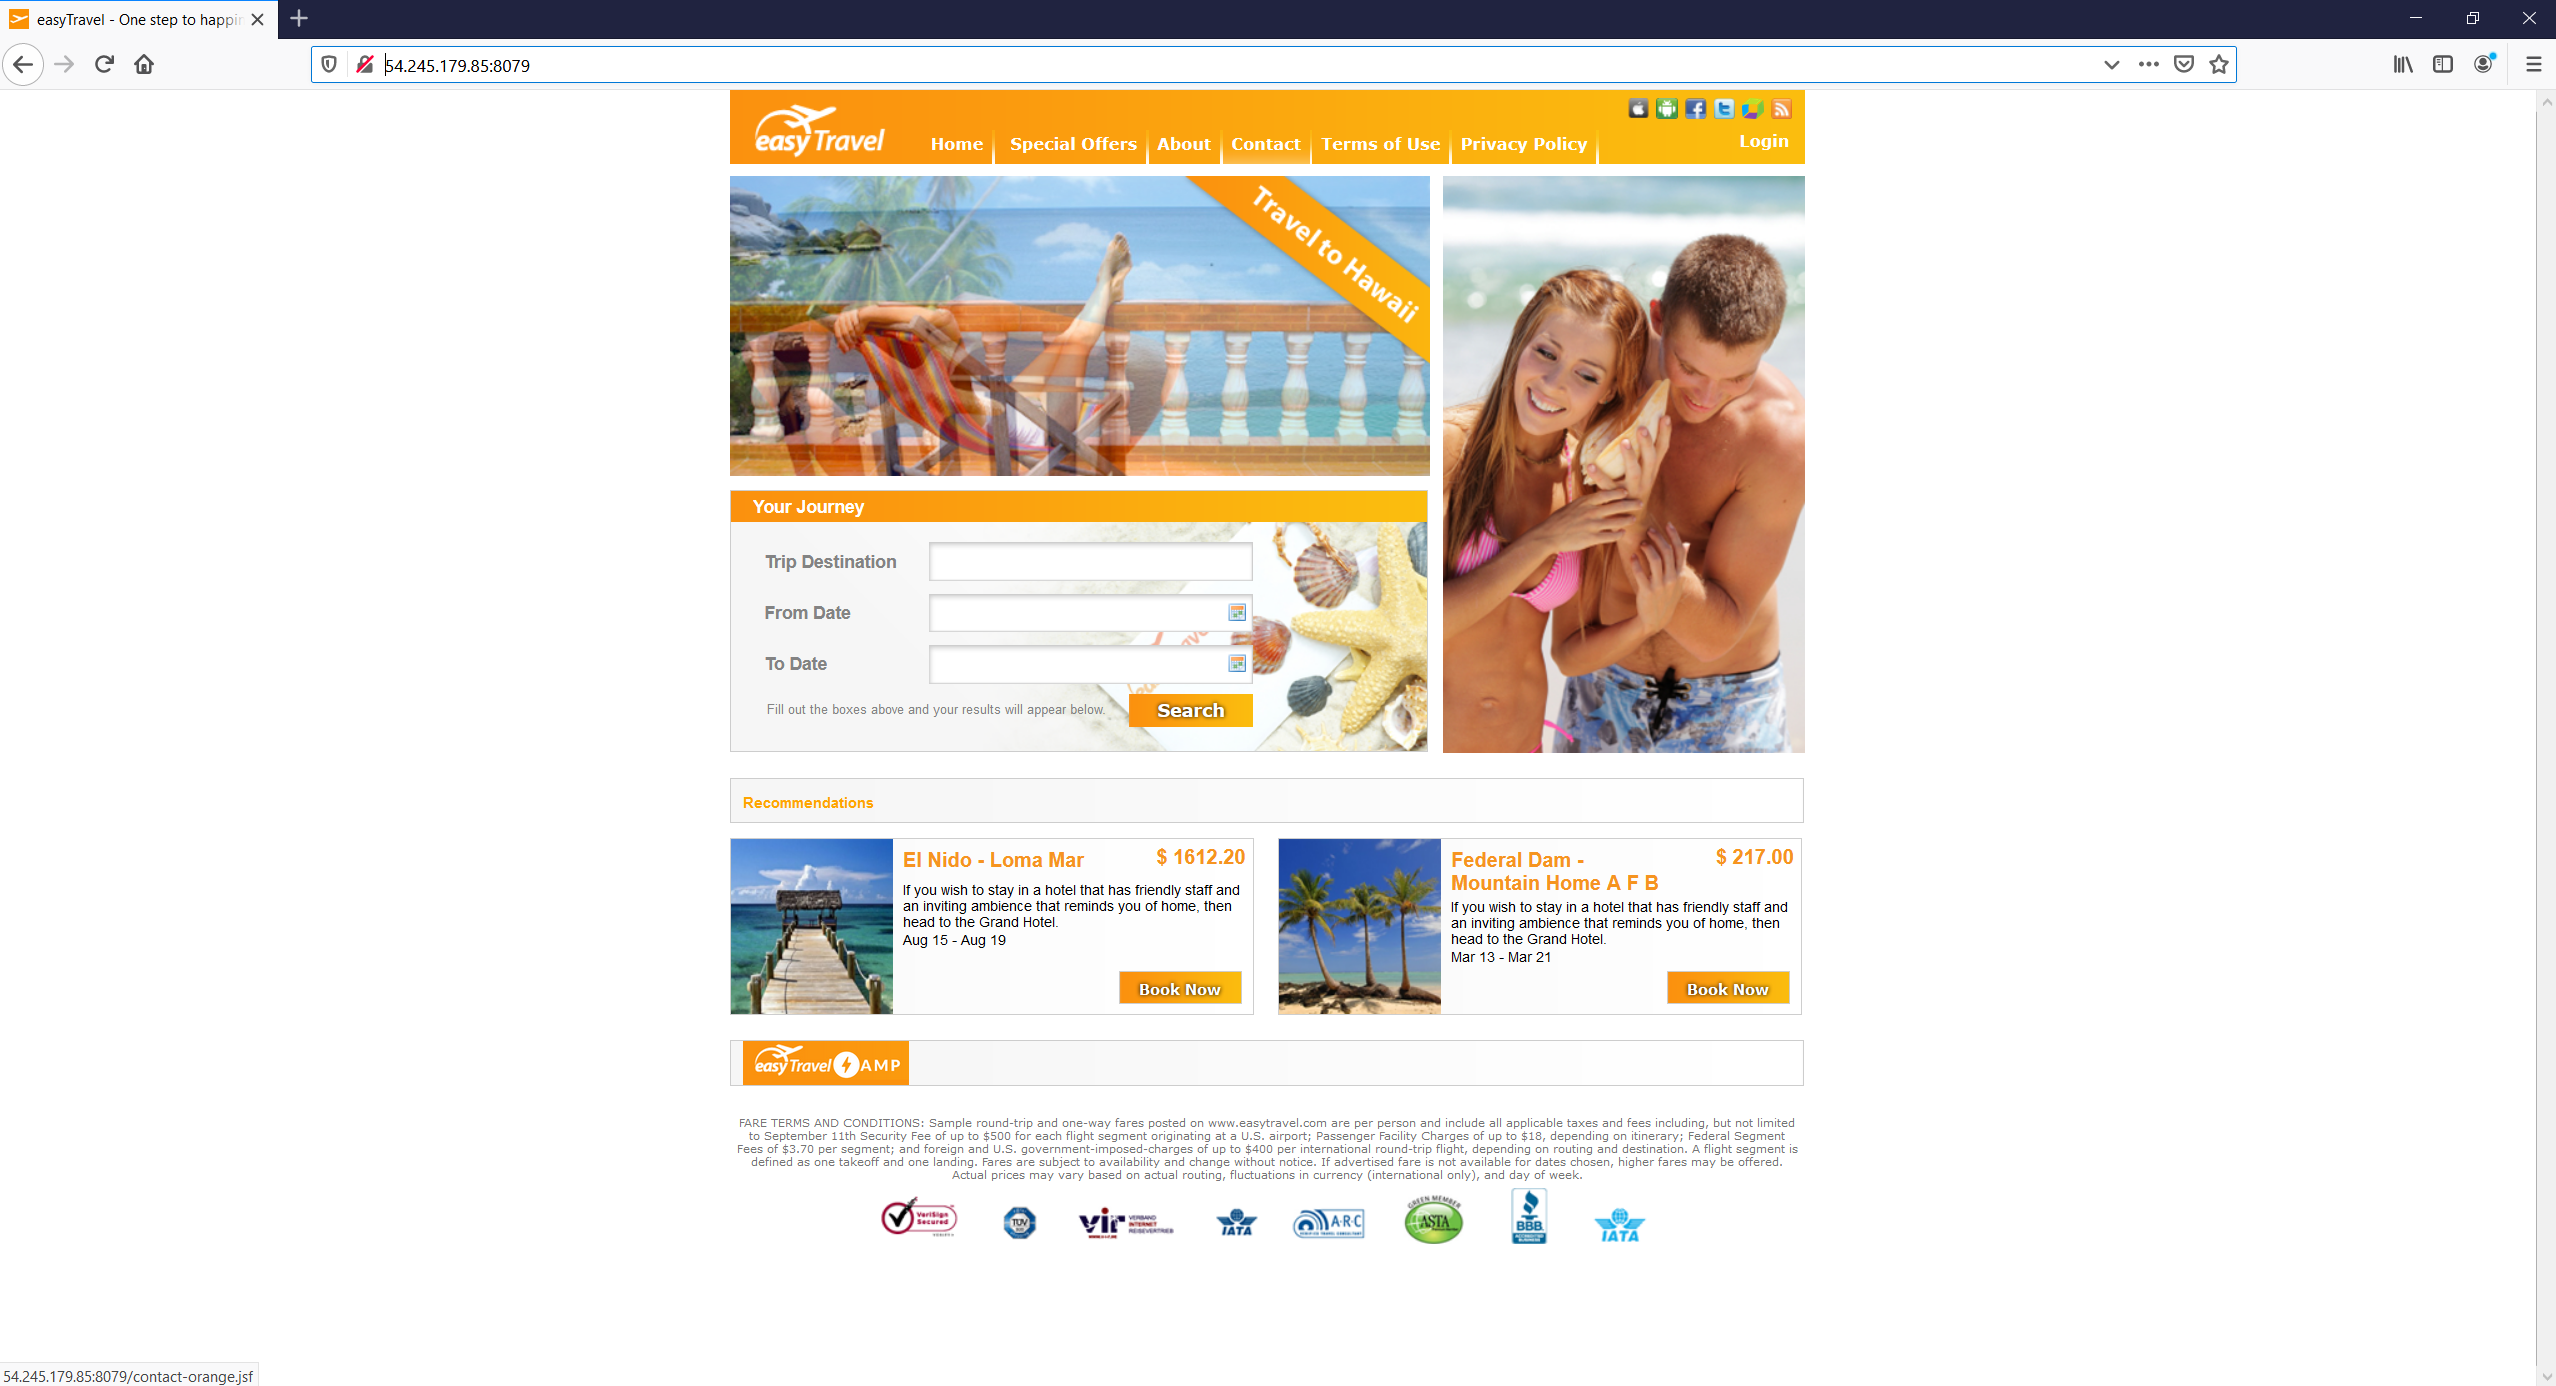 easyTravel - One step to happin
54.245.179.85:8079
easyTravel
Home
Special Offers
About
Contact
Terms of Use
Privacy Policy
Login
Travel to Hawaii
Your Journey
Trip Destination
From Date
To Date
Fill out the boxes above and your results will appear below.
Search
Recommendations
El Nido - Loma Mar
$ 1612.20
If you wish to stay in a hotel that has friendly staff and
an inviting ambience that reminds you of home, then
head to the Grand Hotel.
Aug 15 - Aug 19
Book Now
Federal Dam -
Mountain Home A F B
$ 217.00
If you wish to stay in a hotel that has friendly staff and
an inviting ambience that reminds you of home, then
head to the Grand Hotel.
Mar 13 - Mar 21
Book Now
easyTravel AMP
FARE TERMS AND CONDITIONS: Sample round-trip and one-way fares posted on www.easytravel.com are per person and include all applicable taxes and fees including, but not limited
to September 11th Security Fee of up to $500 for each flight segment originating at a U.S. airport; Passenger Facility Charges of up to $18, depending on itinerary; Federal Segment
Fees of $3.70 per segment; and foreign and U.S. government-imposed-charges of up to $400 per international round-trip flight, depending on routing and destination. A flight segment is
defined as one takeoff and one landing. Fares are subject to availability and change without notice. If advertised fare is not available for dates chosen, higher fares may be offered.
Actual prices may vary based on actual routing, fluctuations in currency (international only), and day of week.
VeriSign
Secured
TÜV
vir
VERBAND
INTERNET
REISEVERTRIEB
IATA
A·R·C
GREEN MEMBER
ASTA
BBB
ACCREDITED
BUSINESS
IATA
54.245.179.85:8079/contact-orange.jsf